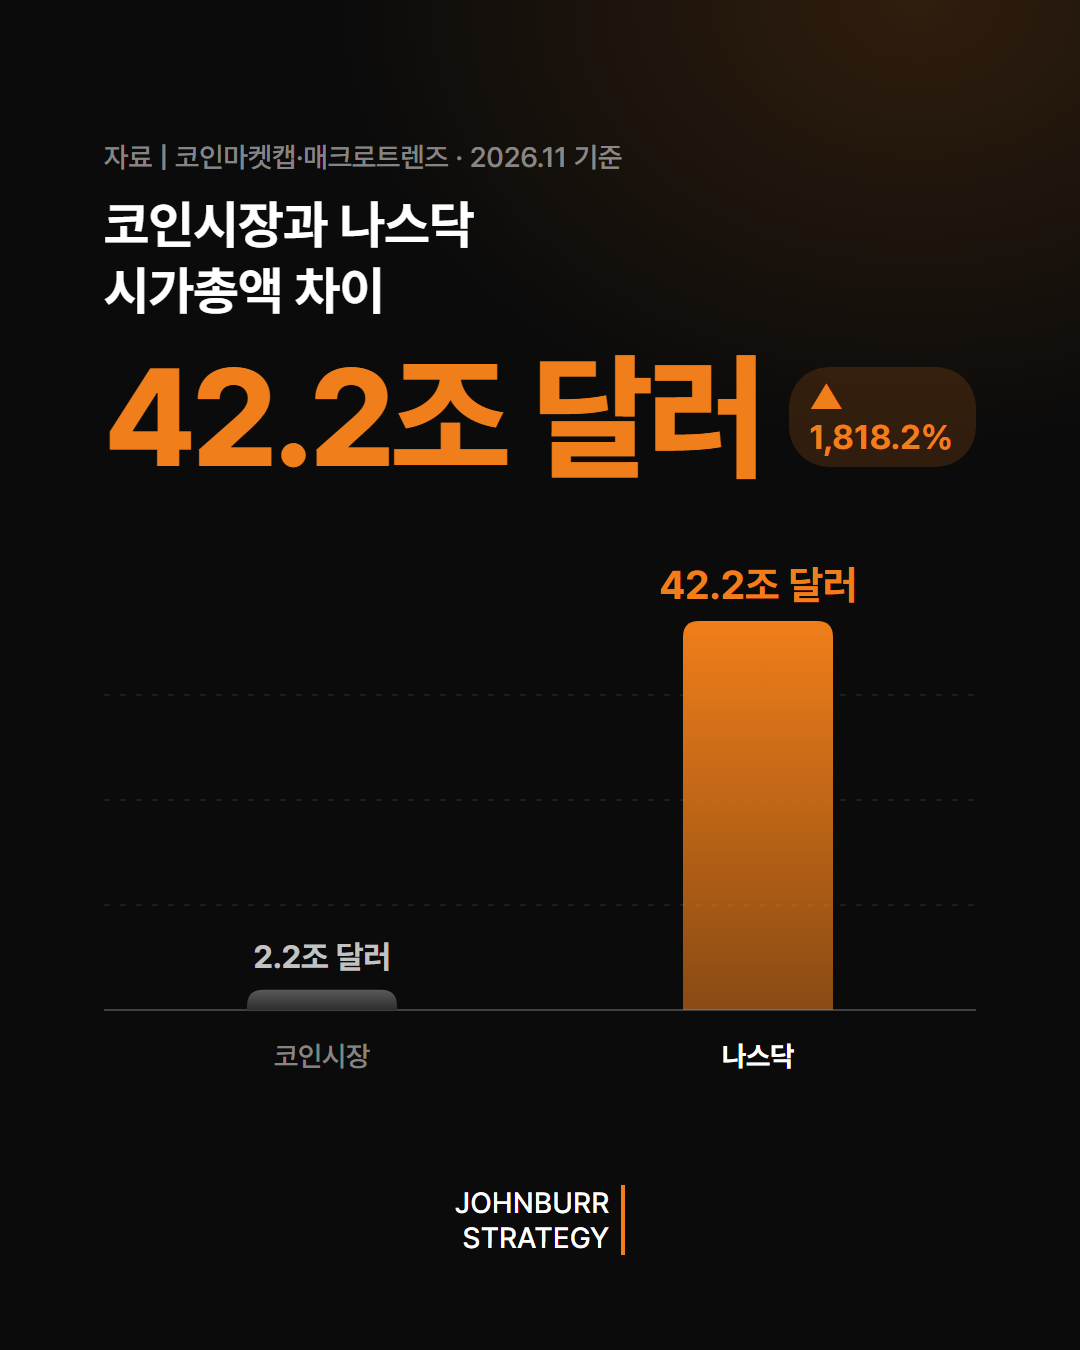 자료 | 코인마켓캡·매크로트렌즈 · 2026.11 기준
코인시장과 나스닥
시가총액 차이
42.2조 달러
▲
1,818.2%
42.2조 달러
2.2조 달러
코인시장
나스닥
JOHNBURR
STRATEGY